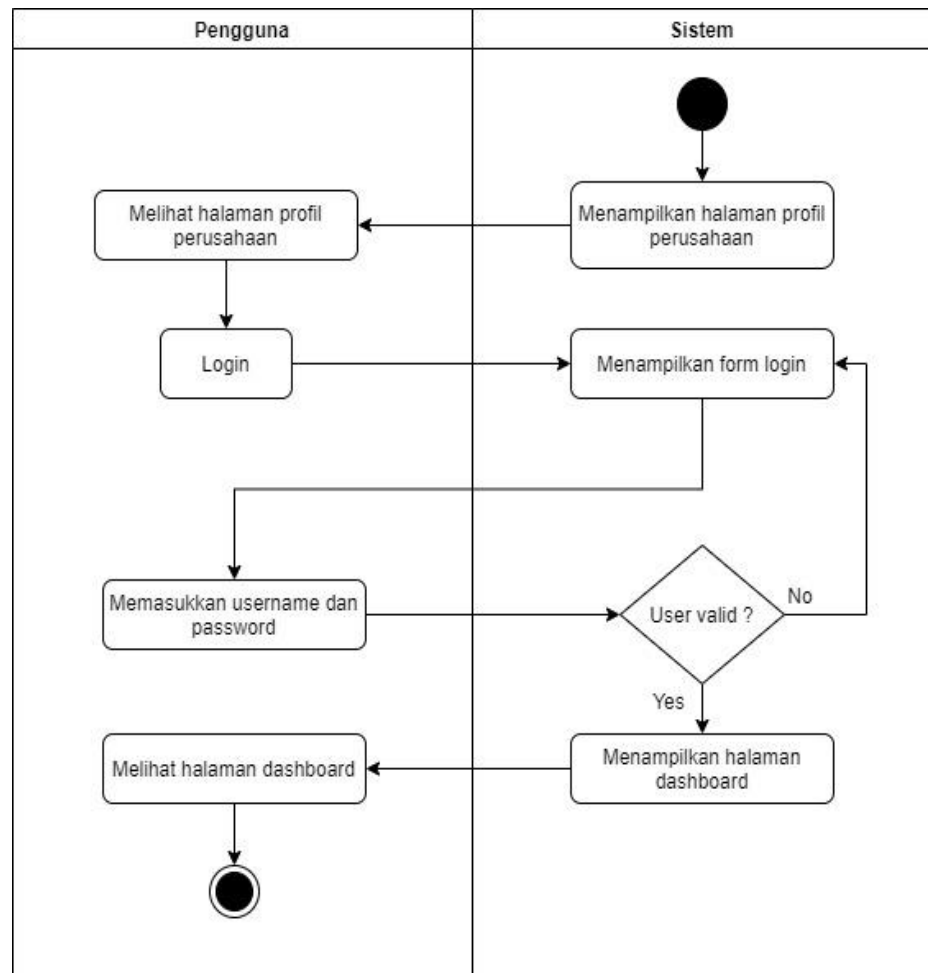 Pengguna
Sistem
Melihat halaman profil
perusahaan
Menampilkan halaman profil
perusahaan
Login
Menampilkan form login
Memasukkan username dan
password
User valid ?
No
Yes
Melihat halaman dashboard
Menampilkan halaman
dashboard